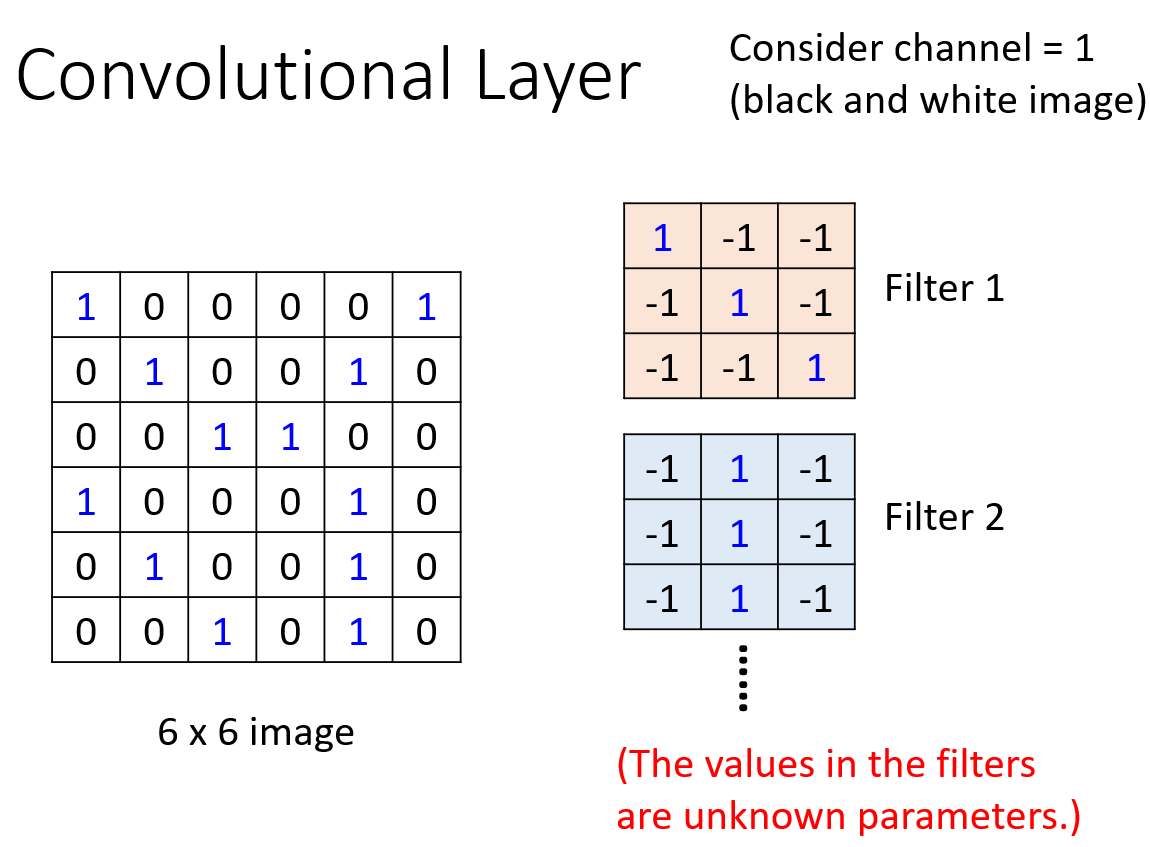 Convolutional Layer
Consider channel = 1
(black and white image)
1 0 0 0 0 1
0 1 0 0 1 0
0 0 1 1 0 0
1 0 0 0 1 0
0 1 0 0 1 0
0 0 1 0 1 0
6 x 6 image
1 -1 -1
-1 1 -1
-1 -1 1
Filter 1
-1 1 -1
-1 1 -1
-1 1 -1
Filter 2
(The values in the filters
are unknown parameters.)